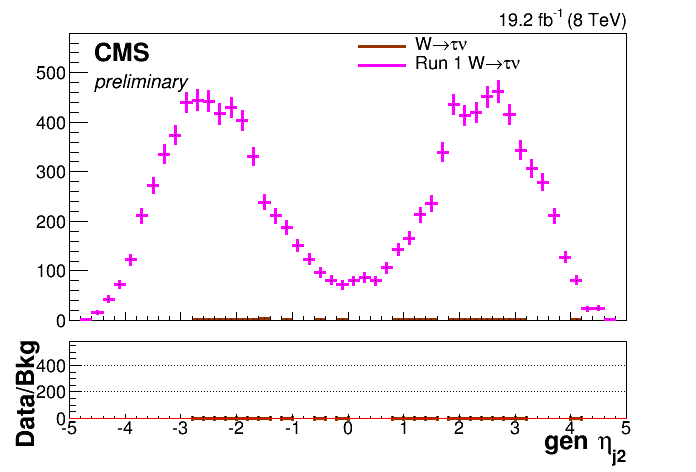 19.2 fb⁻¹ (8 TeV)
CMS
preliminary
W→τν
Run 1 W→τν
500
400
300
200
100
0
Data/Bkg
400
200
0
-5 -4 -3 -2 -1 0 1 2 3 4 5
gen η_j2